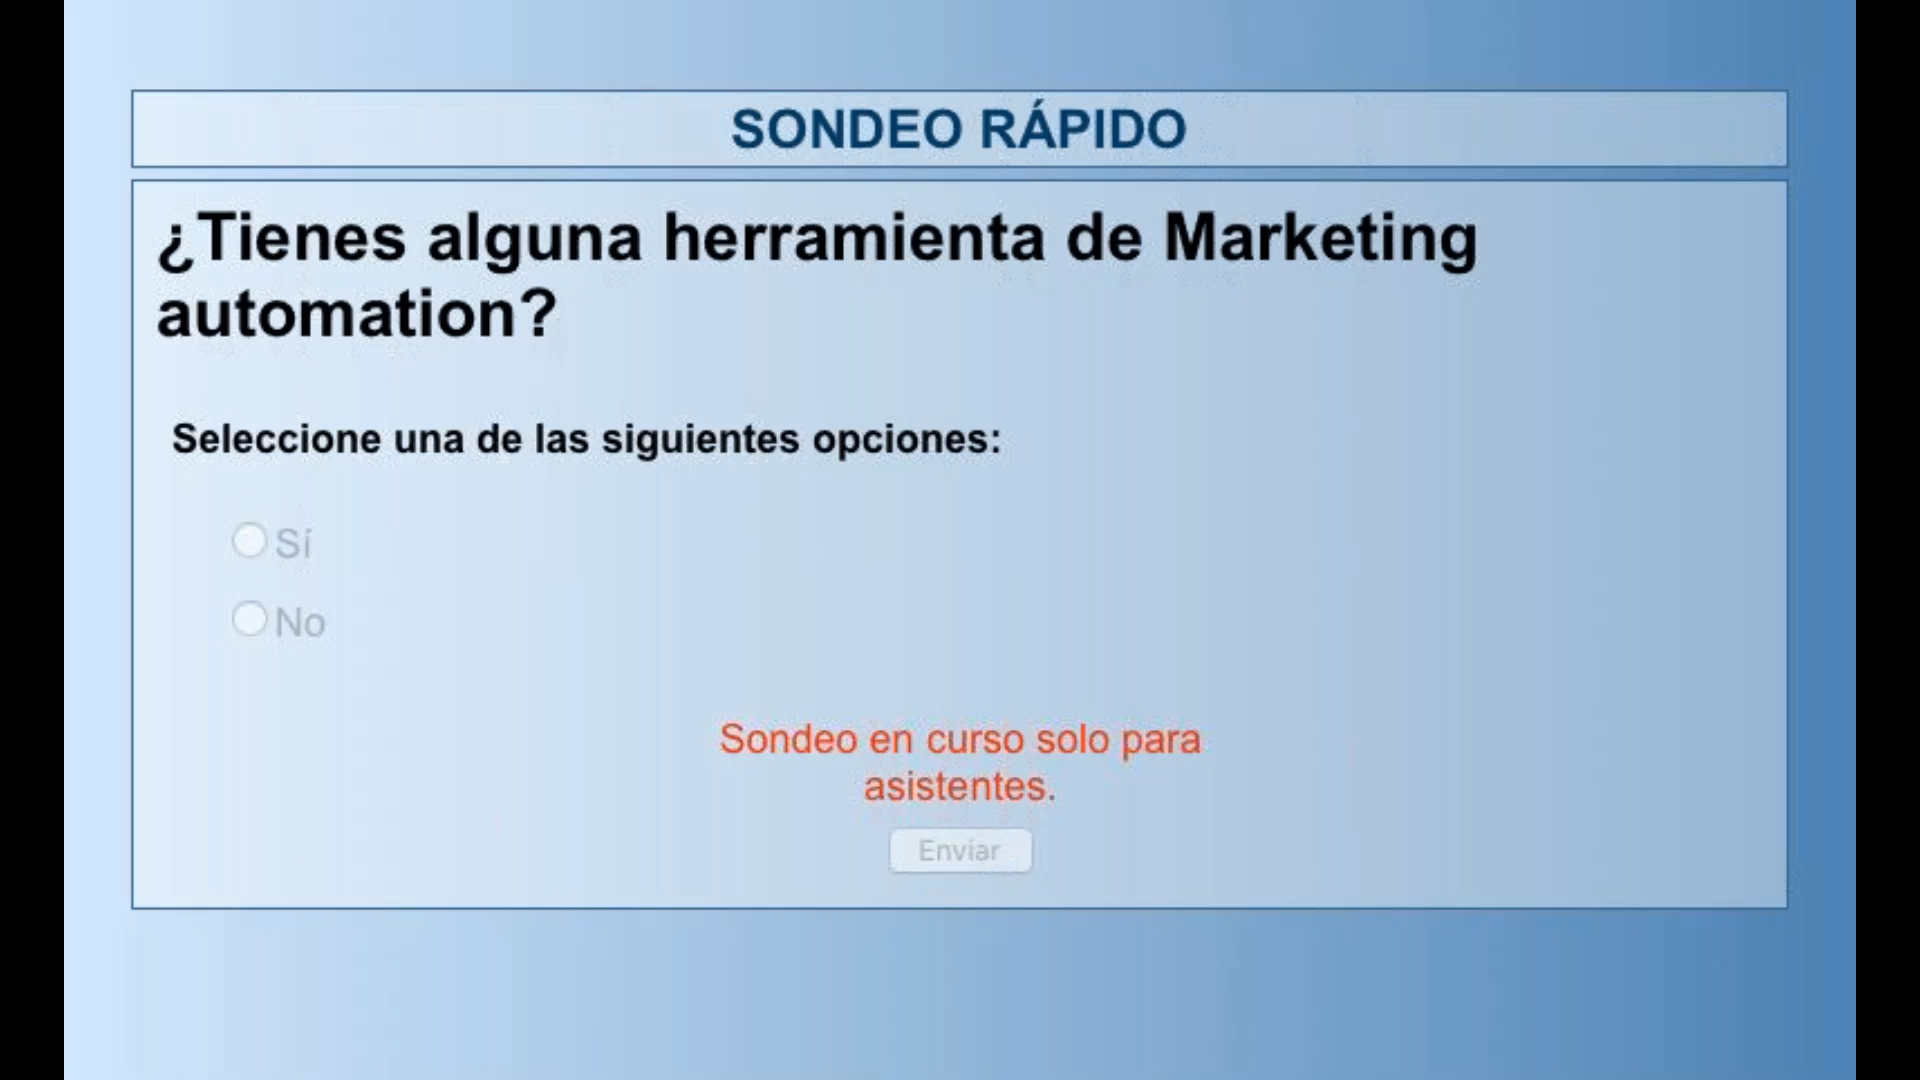 SONDEO RÁPIDO
¿Tienes alguna herramienta de Marketing
automation?
Seleccione una de las siguientes opciones:
Sí
No
Sondeo en curso solo para
asistentes.
Enviar